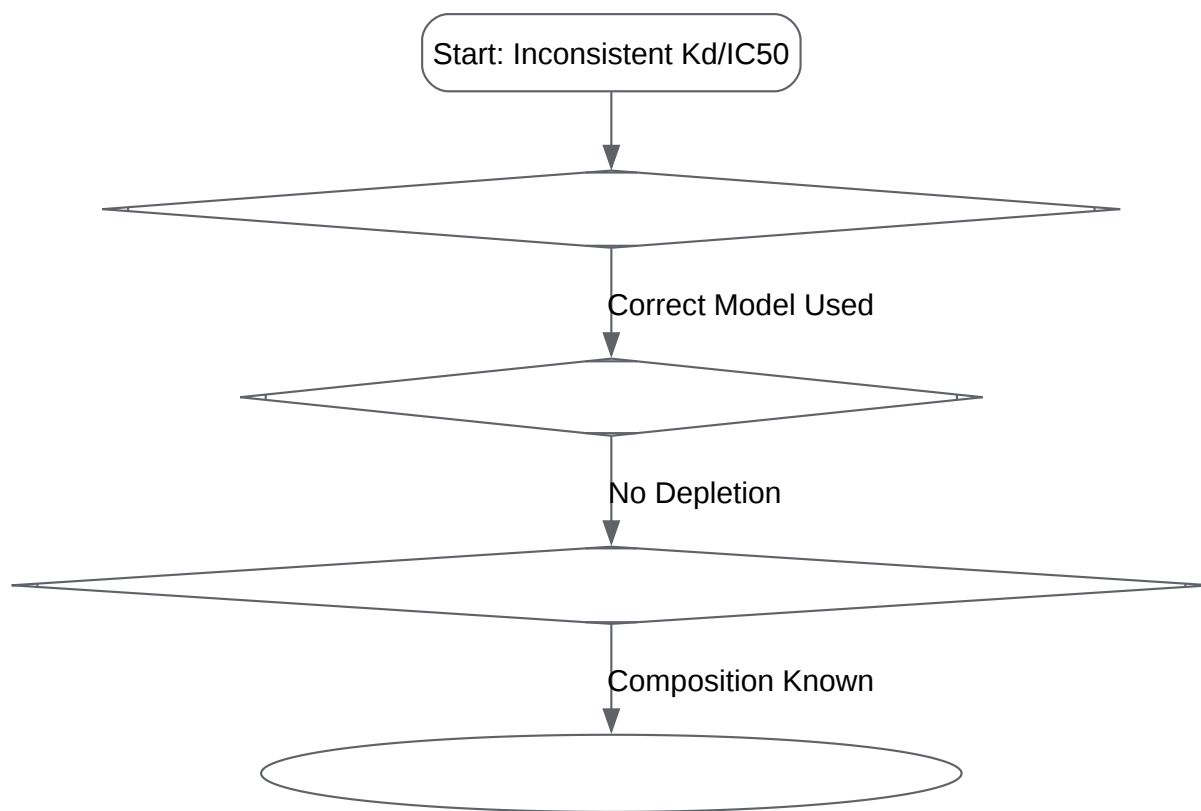 Start: Inconsistent Kd/IC50
Correct Model Used
No Depletion
Composition Known